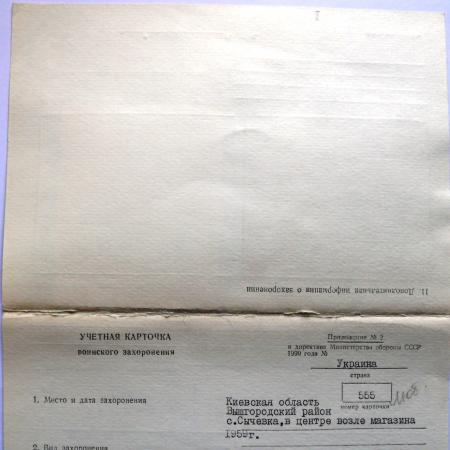 11. Дополнительная информация о захоронении
УЧЕТНАЯ КАРТОЧКА
воинского захоронения
Приложение № 2
к директиве Министерства обороны СССР
1990 года №
Украина
страна
555
номер карточки
1. Место и дата захоронения
Киевская область
Вышгородский район
с.Сычевка,в центре возле магазина
1959г.
2. Вид захоронения